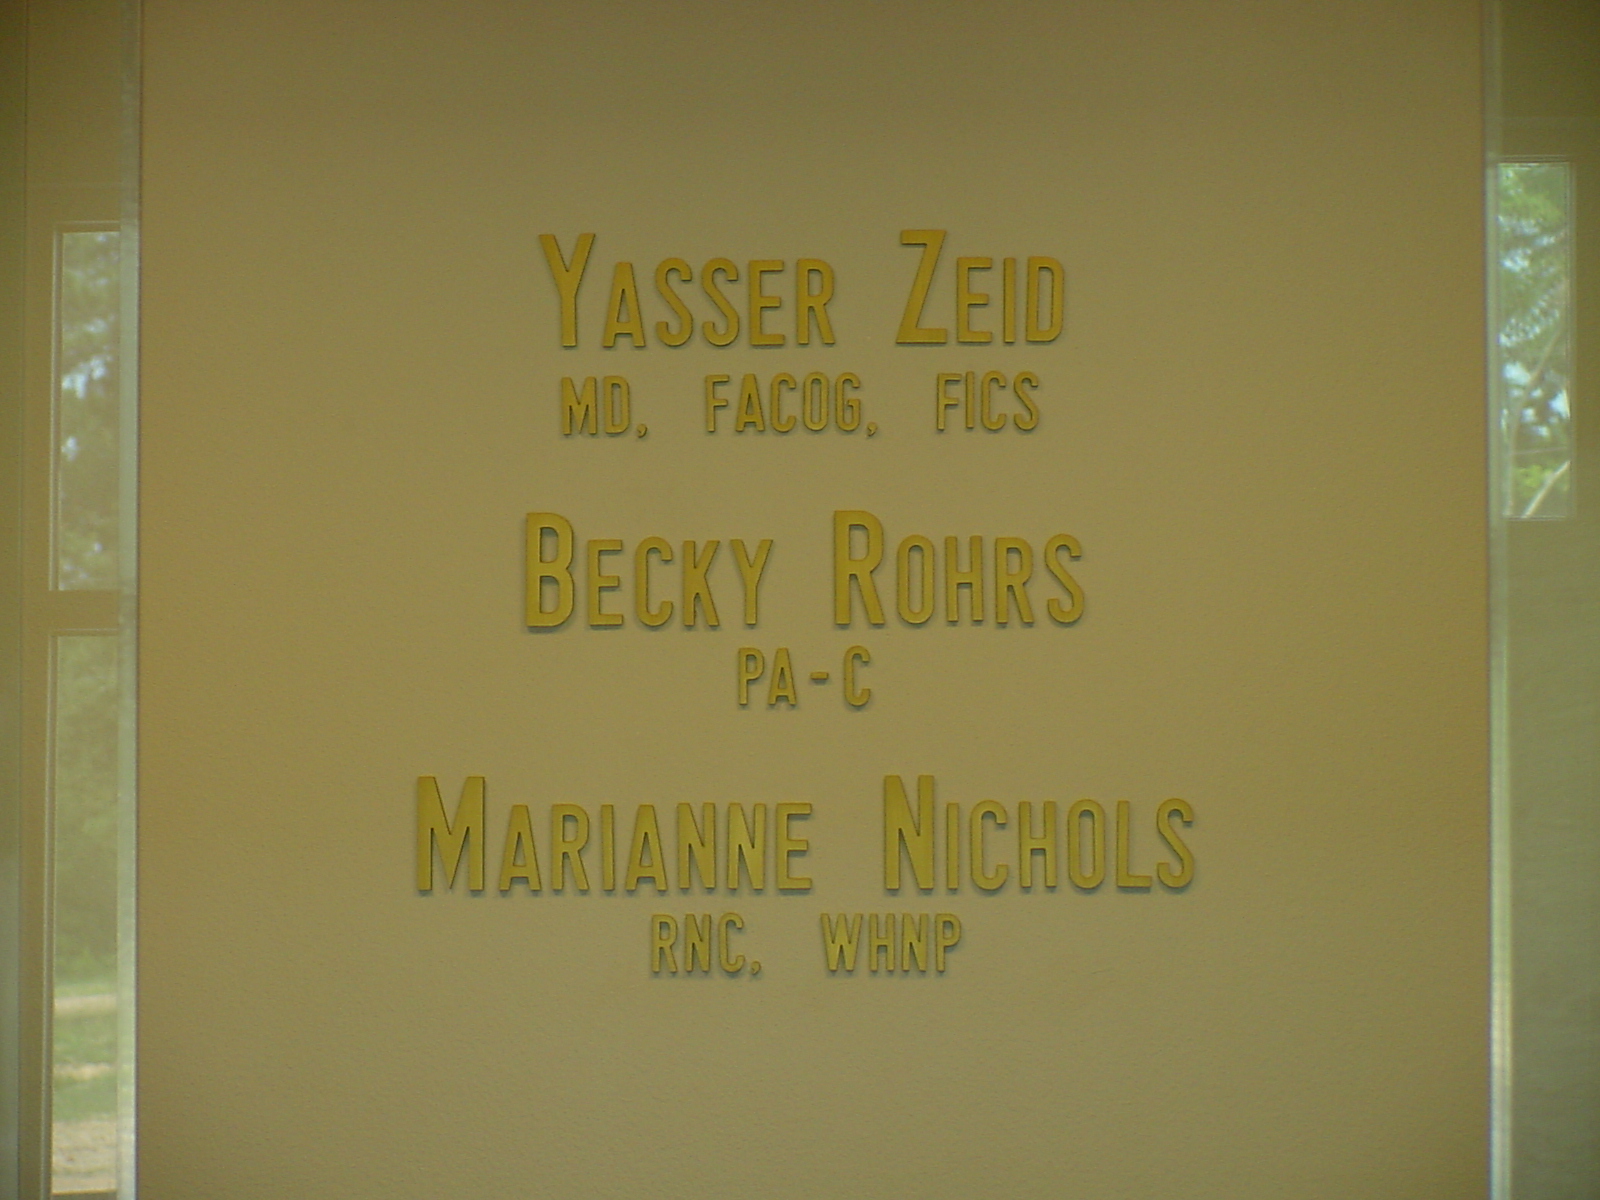 YASSER ZEID
MD, FACOG, FICS
BECKY ROHRS
PA-C
MARIANNE NICHOLS
RNC, WHNP